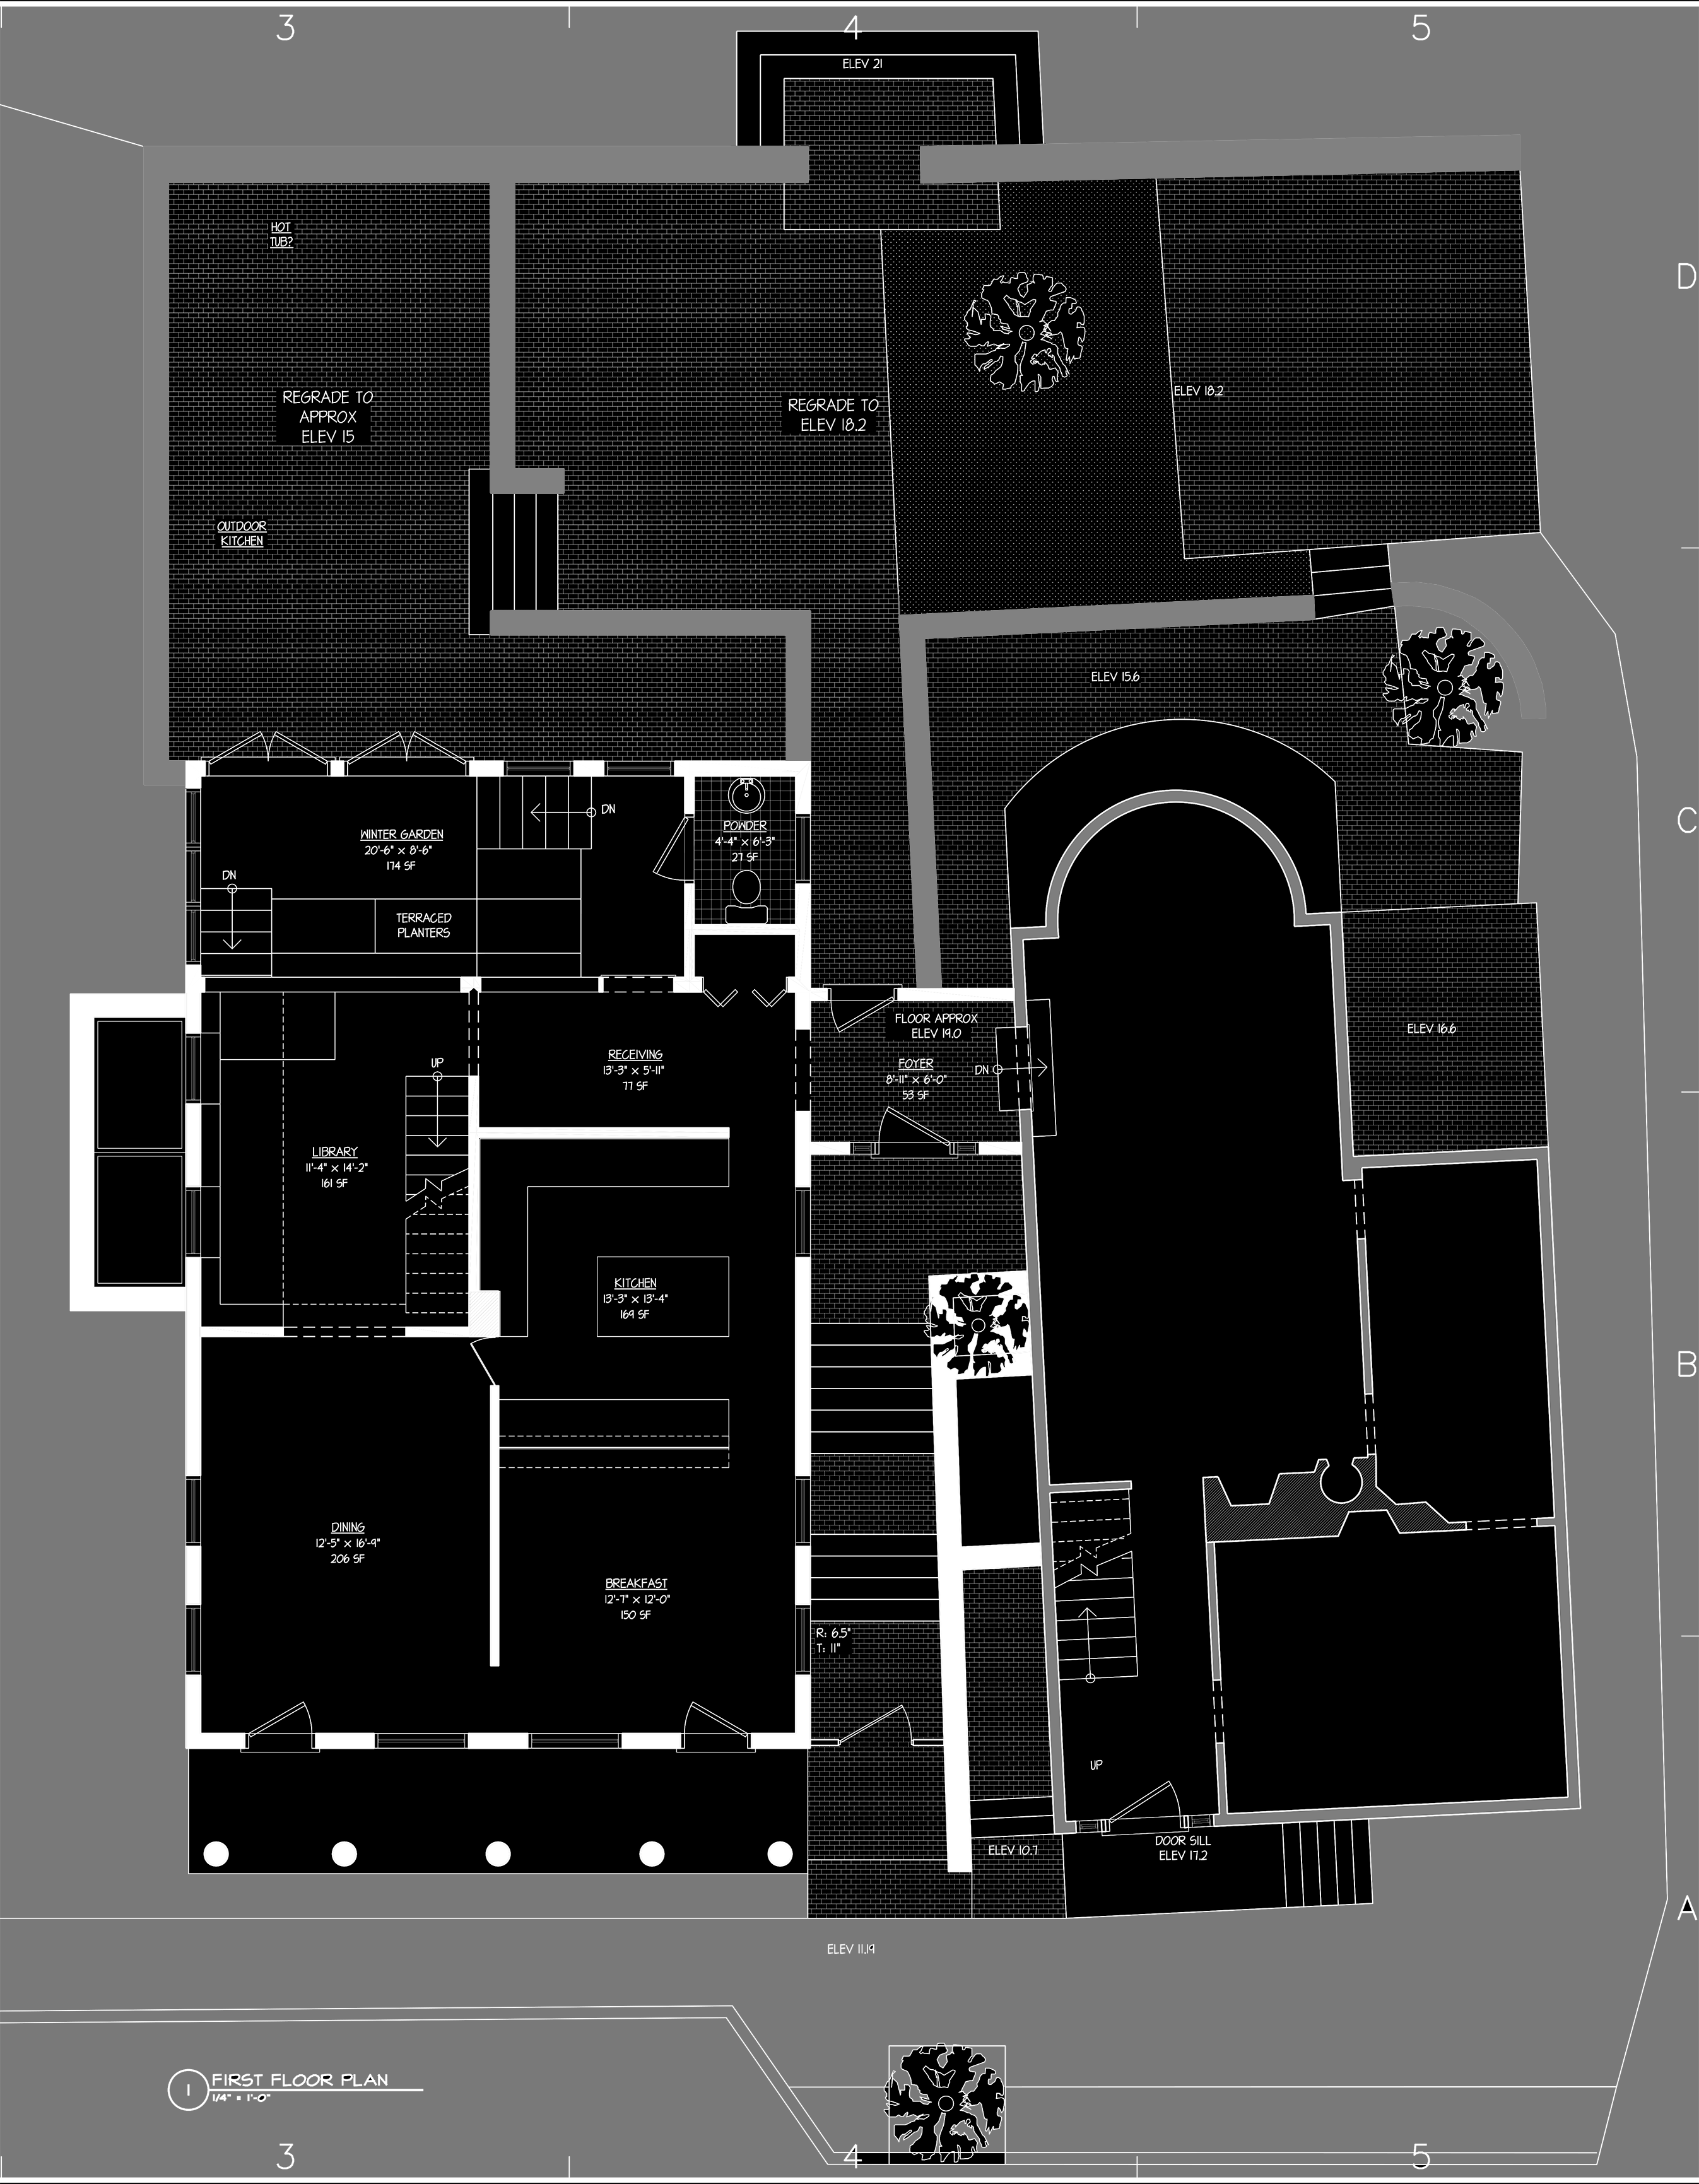 3
4
5
ELEV 21
HOT
TUB?
D
REGRADE TO
APPROX
ELEV 15
REGRADE TO
ELEV 18.2
ELEV 18.2
OUTDOOR
KITCHEN
ELEV 15.6
DN
WINTER GARDEN
20'-6" X 8'-6"
174 SF
POWDER
4'-4" X 6'-3"
27 SF
C
DN
TERRACED
PLANTERS
FLOOR APPROX
ELEV 19.0
ELEV 16.6
RECEIVING
13'-3" X 5'-11"
77 SF
UP
FOYER
8'-11" X 6'-0"
53 SF
DN
LIBRARY
11'-4" X 14'-2"
161 SF
KITCHEN
13'-3" X 13'-4"
169 SF
B
DINING
12'-5" X 16'-9"
206 SF
BREAKFAST
12'-7" X 12'-0"
150 SF
R: 6.5"
T: 11"
UP
DOOR SILL
ELEV 17.2
ELEV 10.7
A
ELEV 11.19
1
FIRST FLOOR PLAN
1/4" = 1'-0"
3
4
5